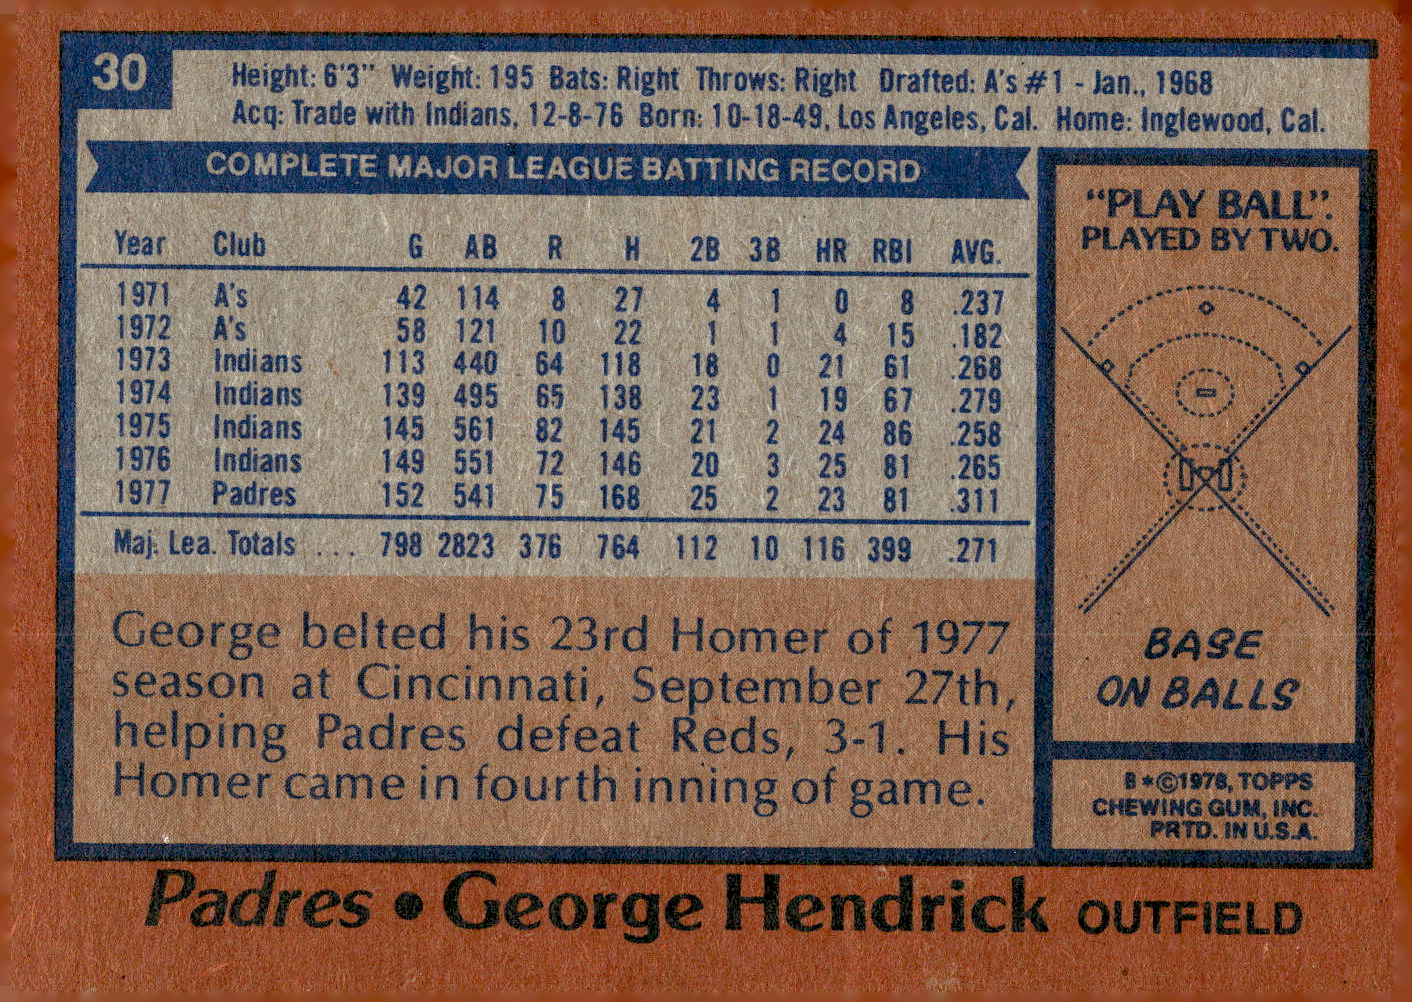 30
Height: 6'3" Weight: 195 Bats: Right Throws: Right Drafted: A's #1 - Jan., 1968
Acq: Trade with Indians, 12-8-76 Born: 10-18-49, Los Angeles, Cal. Home: Inglewood, Cal.
COMPLETE MAJOR LEAGUE BATTING RECORD
Year Club G AB R H 2B 3B HR RBI AVG.
1971 A's 42 114 8 27 4 1 0 8 .237
1972 A's 58 121 10 22 1 1 4 15 .182
1973 Indians 113 440 64 118 18 0 21 61 .268
1974 Indians 139 495 65 138 23 1 19 67 .279
1975 Indians 145 561 82 145 21 2 24 86 .258
1976 Indians 149 551 72 146 20 3 25 81 .265
1977 Padres 152 541 75 168 25 2 23 81 .311
Maj. Lea. Totals ... 798 2823 376 764 112 10 116 399 .271
George belted his 23rd Homer of 1977
season at Cincinnati, September 27th,
helping Padres defeat Reds, 3-1. His
Homer came in fourth inning of game.
"PLAY BALL".
PLAYED BY TWO.
BASE
ON BALLS
B*©1978, TOPPS
CHEWING GUM, INC.
PRTD. IN U.S.A.
Padres • George Hendrick OUTFIELD